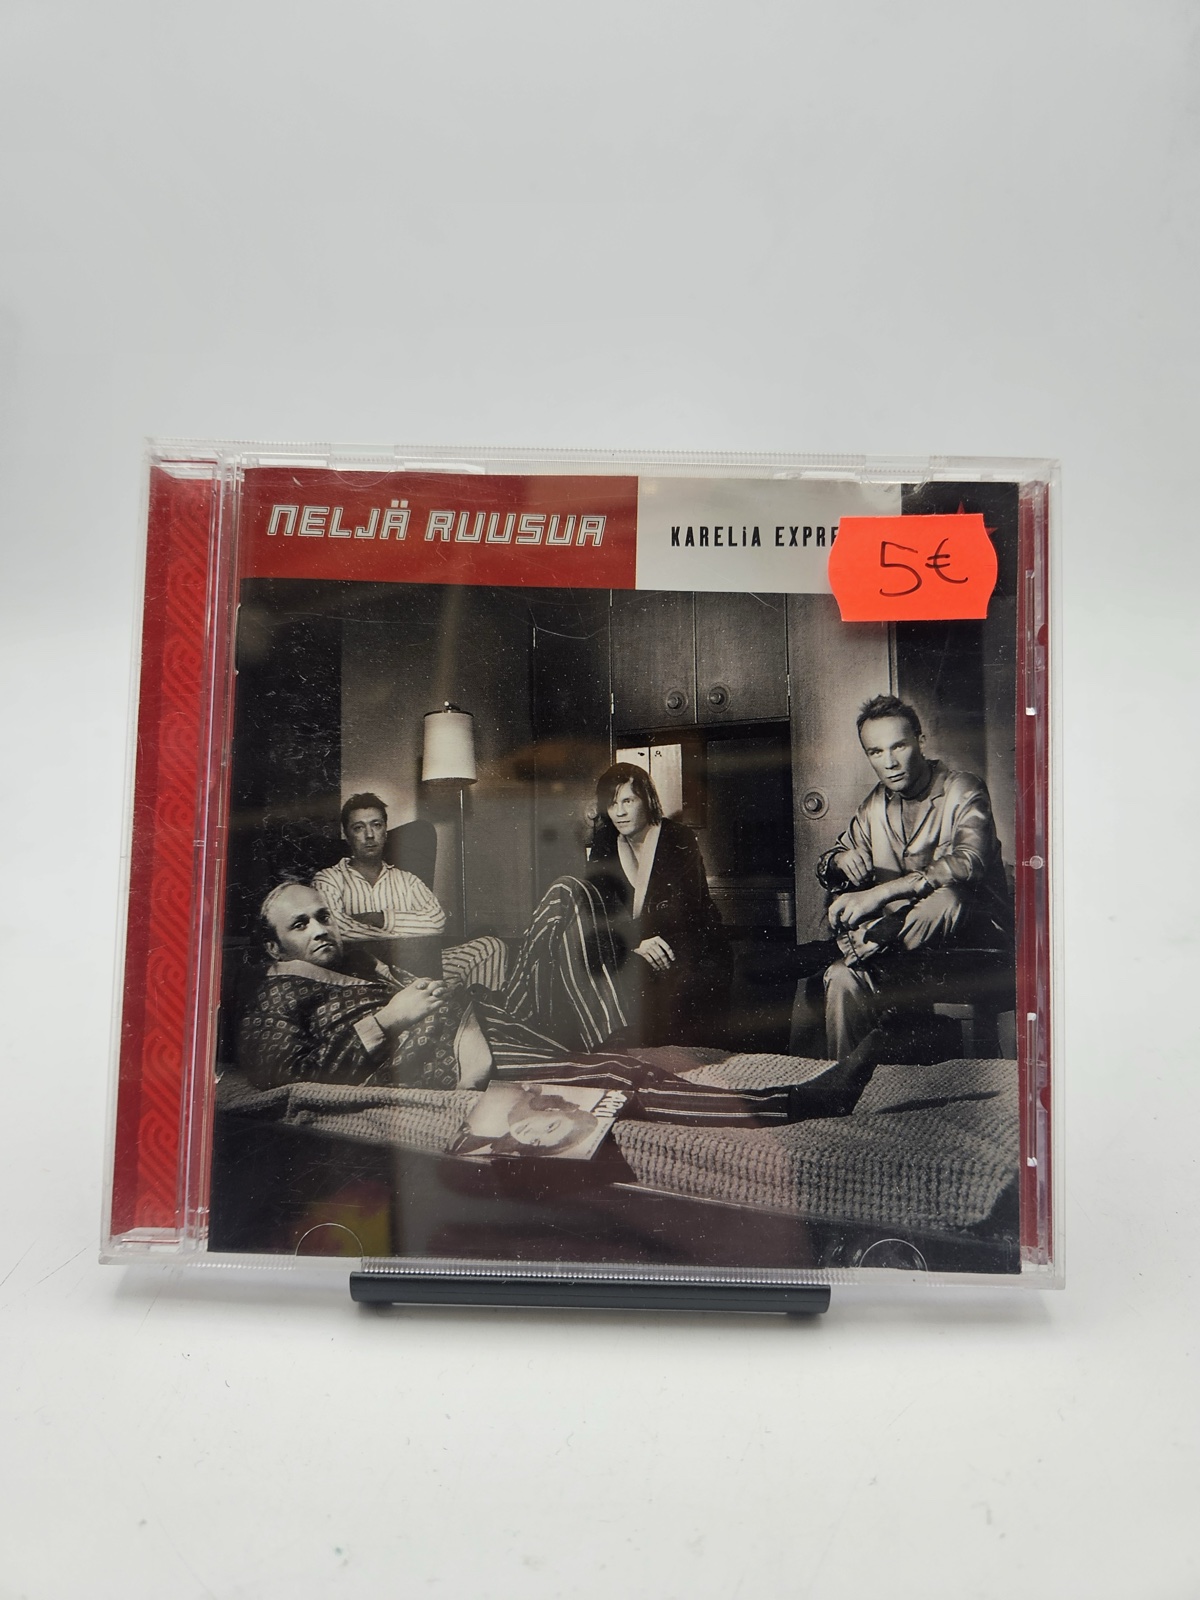 NELJÄ RUUSUA
KARELiA EXPRE
5€